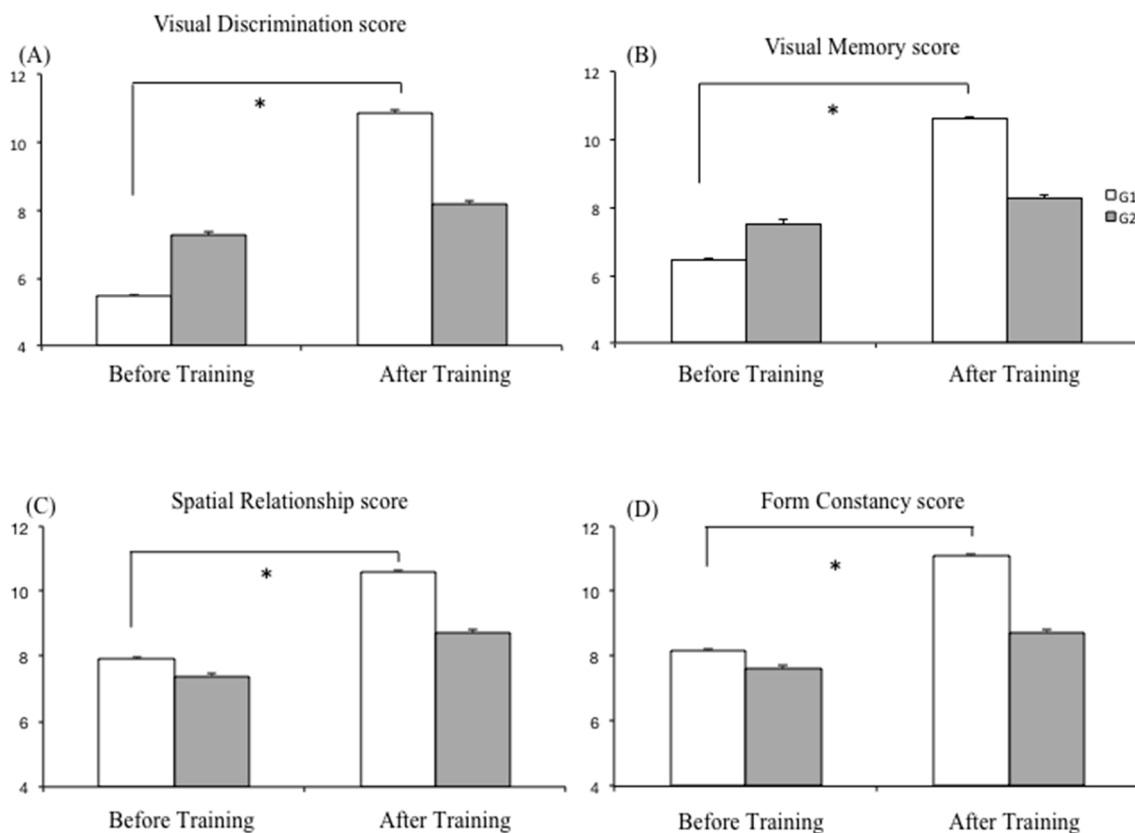 Visual Discrimination score
(A)
12
10
8
6
4
*
Before Training
After Training
Visual Memory score
(B)
12
10
8
6
4
*
G1
G2
Before Training
After Training
Spatial Relationship score
(C)
12
10
8
6
4
*
Before Training
After Training
Form Constancy score
(D)
12
10
8
6
4
*
Before Training
After Training